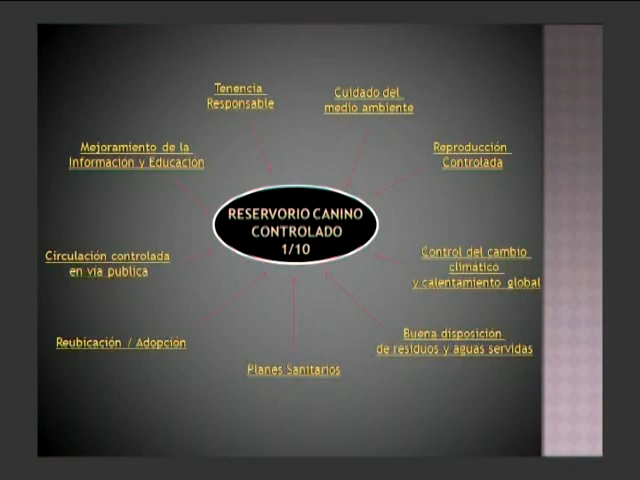 Tenencia
Responsable
Cuidado del
medio ambiente
Mejoramiento de la
Información y Educación
Reproducción
Controlada
RESERVORIO CANINO
CONTROLADO
1/10
Circulación controlada
en vía publica
Control del cambio
climático
y calentamiento global
Reubicación / Adopción
Buena disposición
de residuos y aguas servidas
Planes Sanitarios